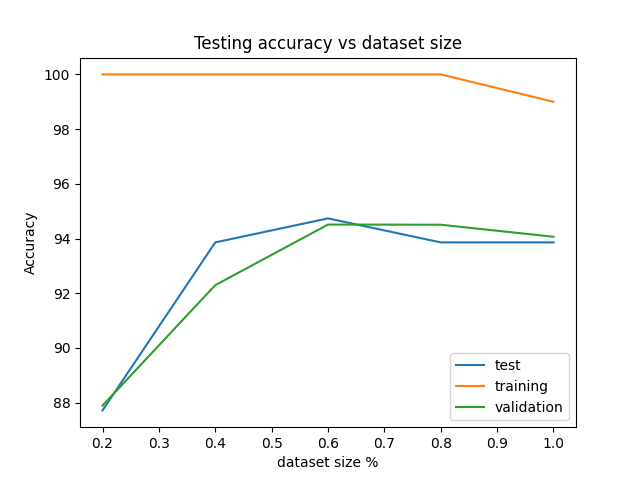 Testing accuracy vs dataset size
Accuracy
100
98
96
94
92
90
88
0.2 0.3 0.4 0.5 0.6 0.7 0.8 0.9 1.0
dataset size %
test
training
validation